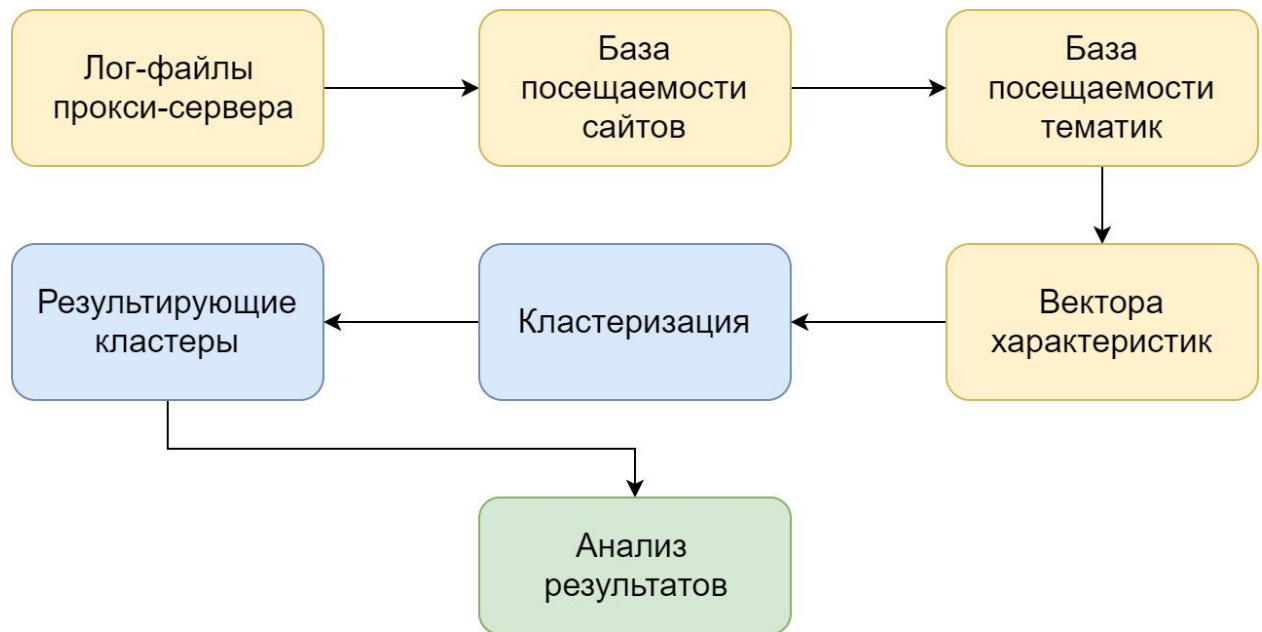 Лог-файлы
прокси-сервера
База
посещаемости
сайтов
База
посещаемости
тематик
Вектора
характеристик
Кластеризация
Результирующие
кластеры
Анализ
результатов